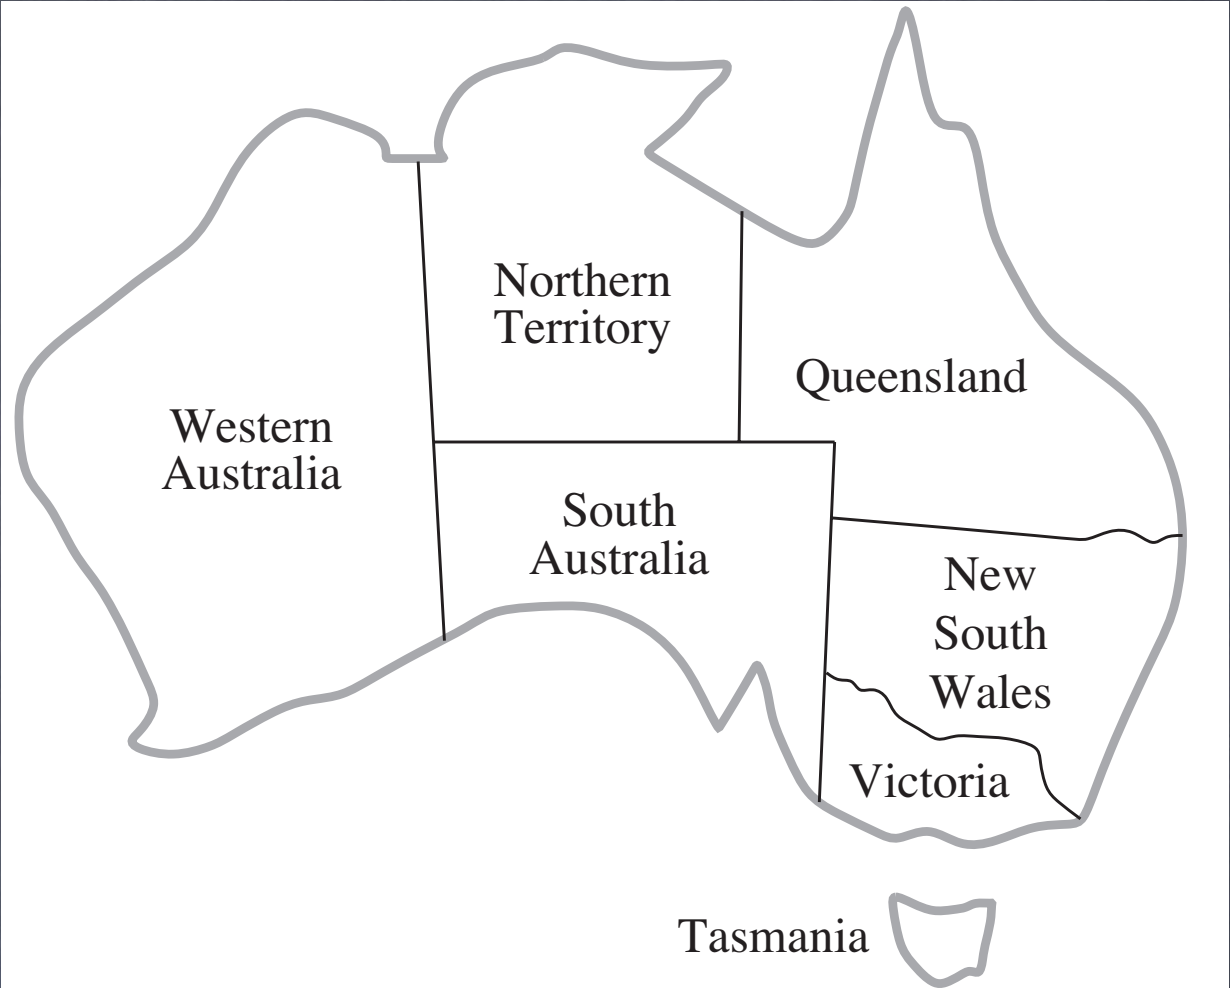 Northern
Territory
Queensland
Western
Australia
South
Australia
New
South
Wales
Victoria
Tasmania